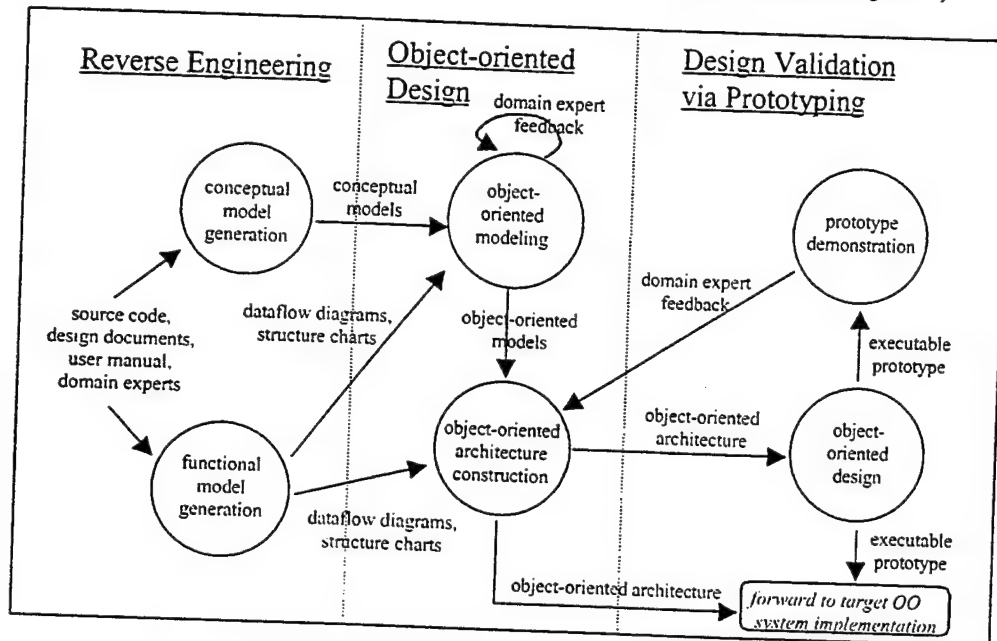 Reverse Engineering
Object-oriented
Design
Design Validation
via Prototyping
domain expert
feedback
conceptual
model
generation
conceptual
models
object-
oriented
modeling
prototype
demonstration
source code,
design documents,
user manual,
domain experts
dataflow diagrams,
structure charts
object-oriented
models
domain expert
feedback
executable
prototype
functional
model
generation
object-oriented
architecture
construction
object-oriented
architecture
object-
oriented
design
dataflow diagrams,
structure charts
executable
prototype
object-oriented architecture
forward to target OO
system implementation